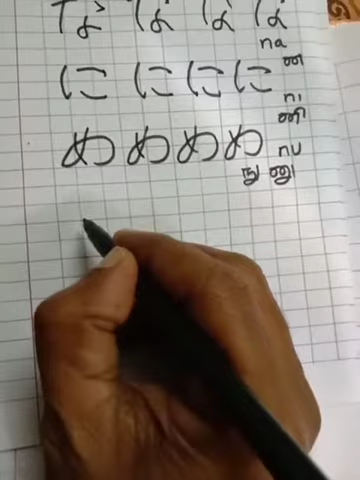 な な な な na ன
に に に に ni னி
ぬ ぬ ぬ ぬ nu
நு னு